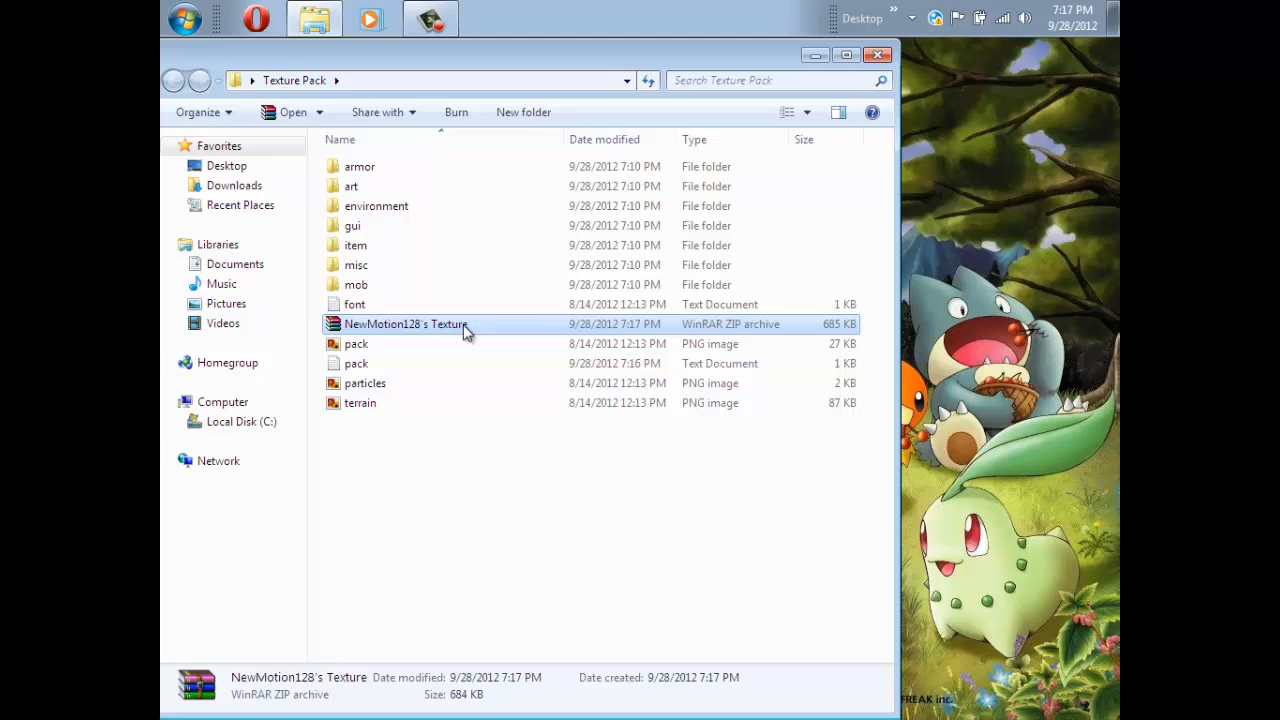 Desktop
»
7:17 PM
9/28/2012
Texture Pack
Search Texture Pack
Organize
Open
Share with
Burn
New folder
Name Date modified Type Size
Favorites
Desktop
Downloads
Recent Places
Libraries
Documents
Music
Pictures
Videos
Homegroup
Computer
Local Disk (C:)
Network
armor 9/28/2012 7:10 PM File folder
art 9/28/2012 7:10 PM File folder
environment 9/28/2012 7:10 PM File folder
gui 9/28/2012 7:10 PM File folder
item 9/28/2012 7:10 PM File folder
misc 9/28/2012 7:10 PM File folder
mob 9/28/2012 7:10 PM File folder
font 8/14/2012 12:13 PM Text Document 1 KB
NewMotion128's Texture 9/28/2012 7:17 PM WinRAR ZIP archive 685 KB
pack 8/14/2012 12:13 PM PNG image 27 KB
pack 9/28/2012 7:16 PM Text Document 1 KB
particles 8/14/2012 12:13 PM PNG image 2 KB
terrain 8/14/2012 12:13 PM PNG image 87 KB
NewMotion128's Texture Date modified: 9/28/2012 7:17 PM Date created: 9/28/2012 7:17 PM
WinRAR ZIP archive Size: 684 KB
FREAK inc.